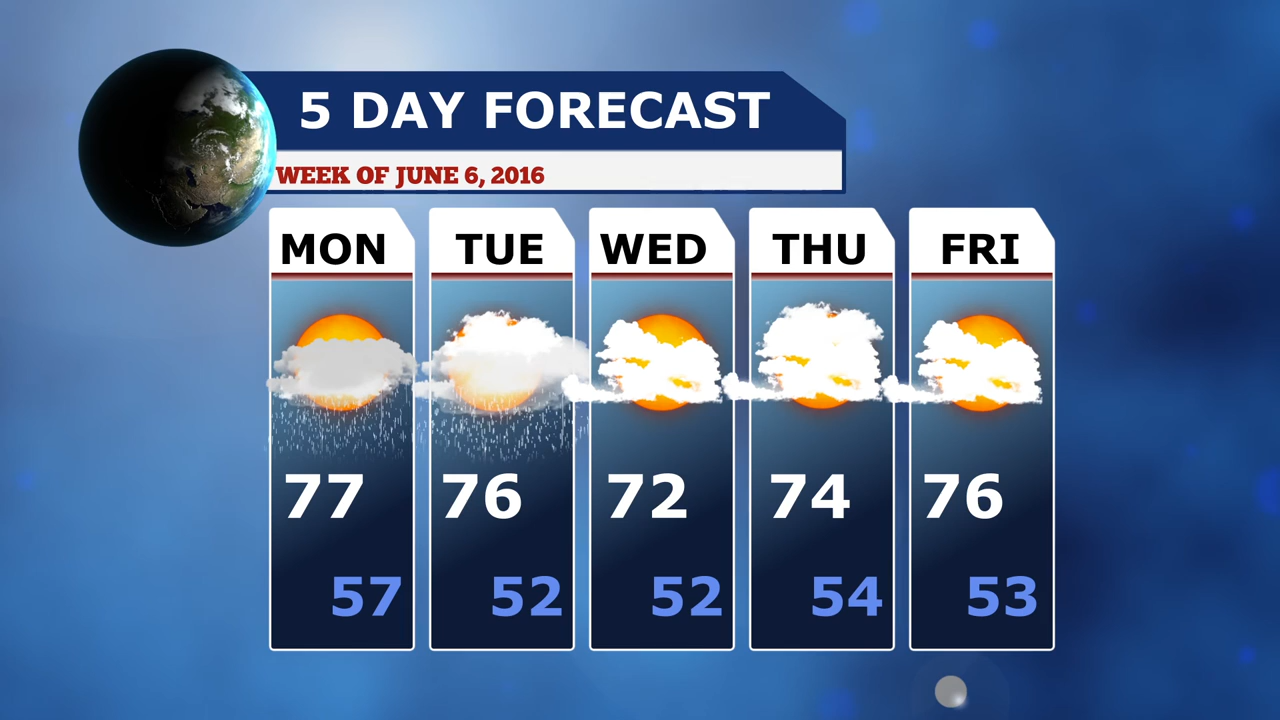 5 DAY FORECAST
WEEK OF JUNE 6, 2016
MON TUE WED THU FRI
77 76 72 74 76
57 52 52 54 53